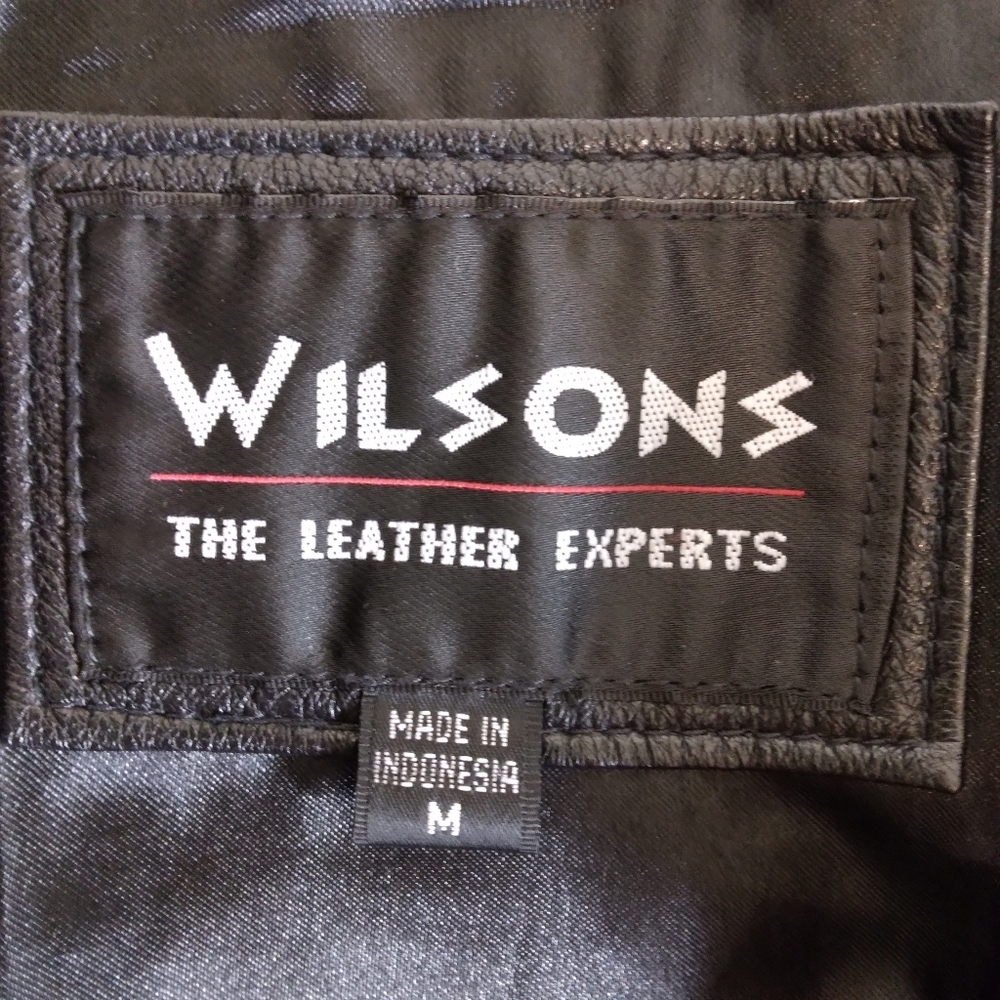 WILSONS
THE LEATHER EXPERTS
MADE IN
INDONESIA
M